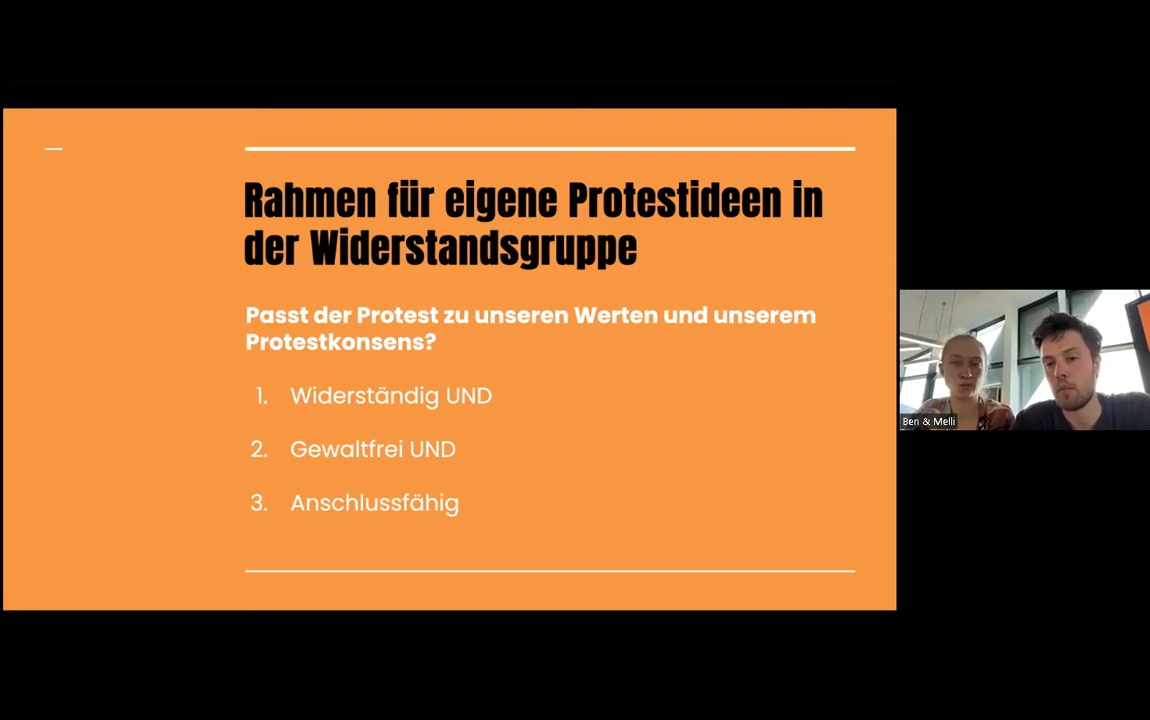 Rahmen für eigene Protestideen in
der Widerstandsgruppe
Passt der Protest zu unseren Werten und unserem
Protestkonsens?
1. Widerständig UND
2. Gewaltfrei UND
3. Anschlussfähig
Ben & Melli